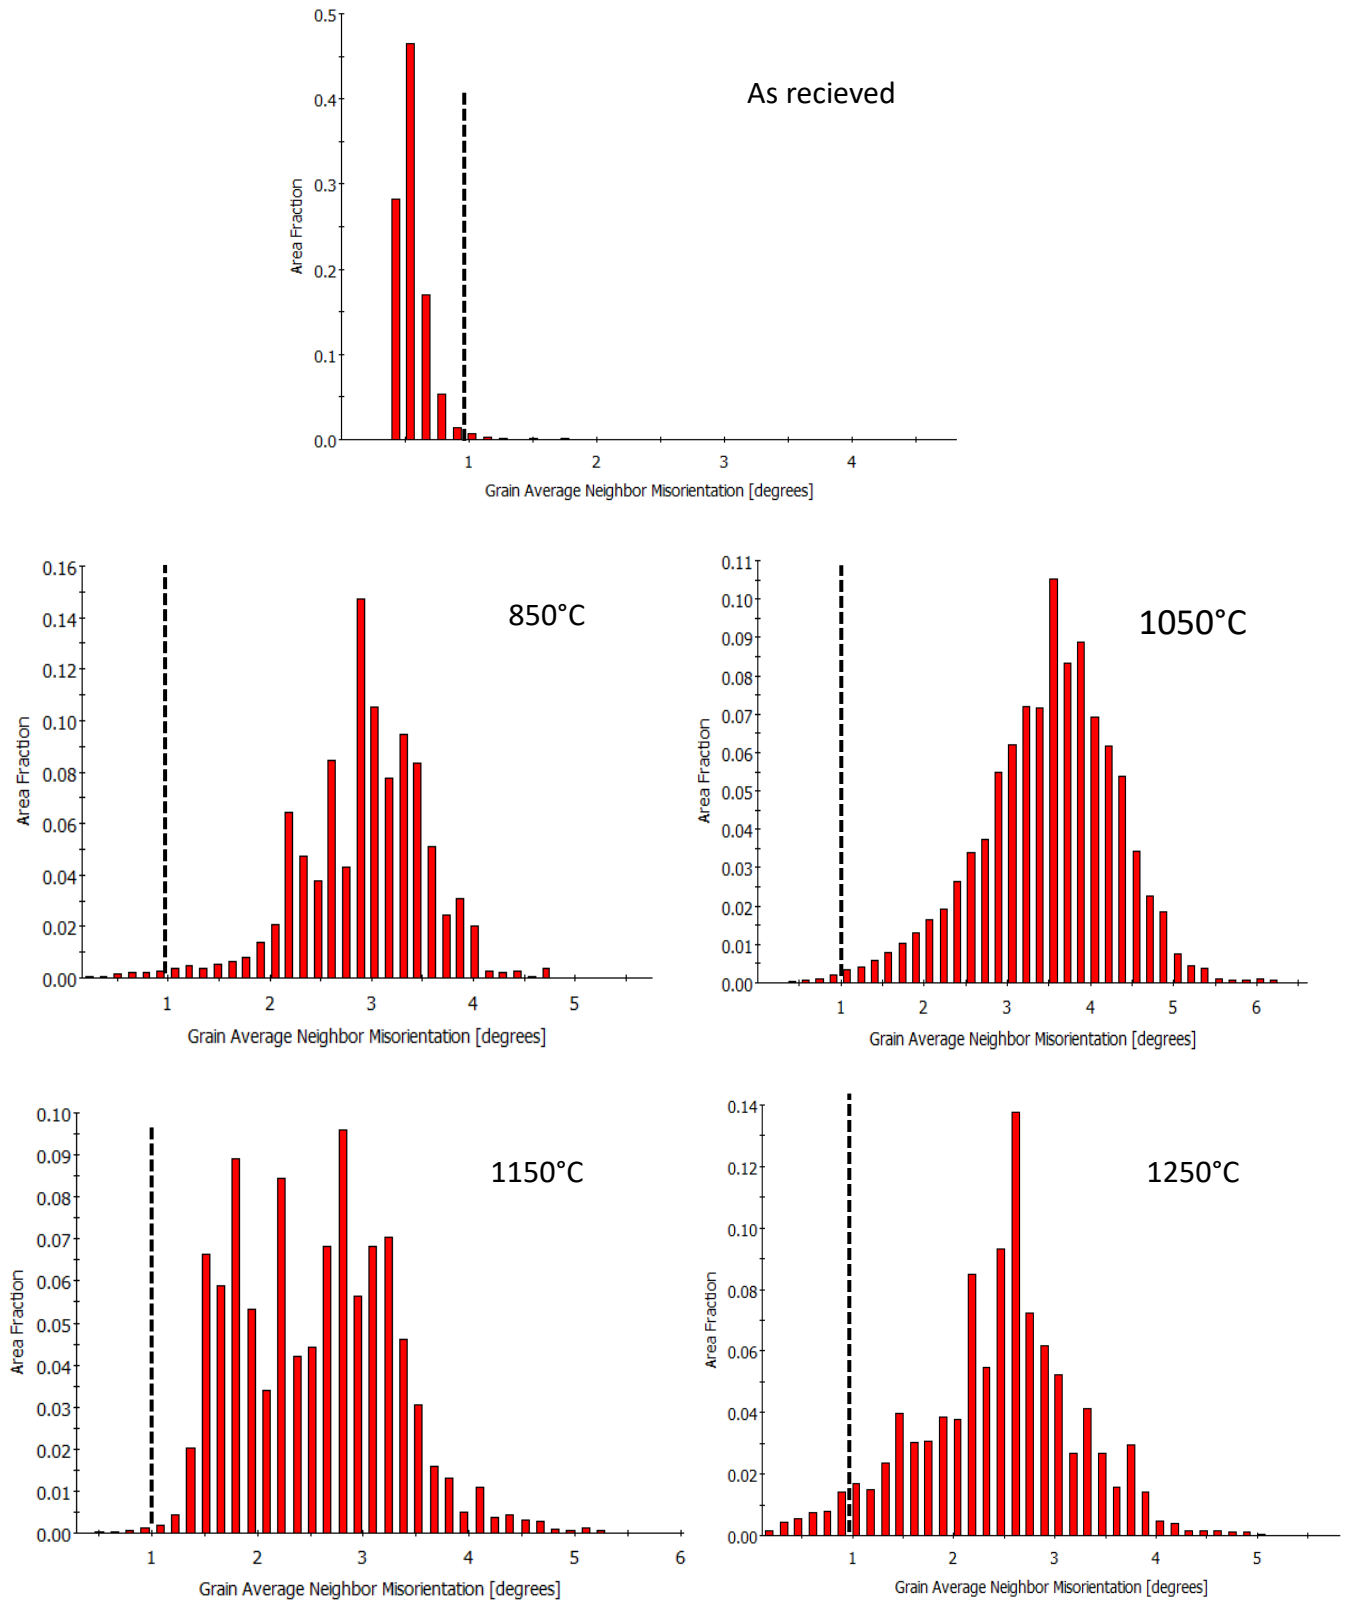 As recieved
Area Fraction
0.5
0.4
0.3
0.2
0.1
0.0
1 2 3 4
Grain Average Neighbor Misorientation [degrees]
850°C
Area Fraction
0.16
0.14
0.12
0.10
0.08
0.06
0.04
0.02
0.00
1 2 3 4 5
Grain Average Neighbor Misorientation [degrees]
1050°C
Area Fraction
0.11
0.10
0.09
0.08
0.07
0.06
0.05
0.04
0.03
0.02
0.01
0.00
1 2 3 4 5 6
Grain Average Neighbor Misorientation [degrees]
1150°C
Area Fraction
0.10
0.09
0.08
0.07
0.06
0.05
0.04
0.03
0.02
0.01
0.00
1 2 3 4 5 6
Grain Average Neighbor Misorientation [degrees]
1250°C
Area Fraction
0.14
0.12
0.10
0.08
0.06
0.04
0.02
0.00
1 2 3 4 5
Grain Average Neighbor Misorientation [degrees]